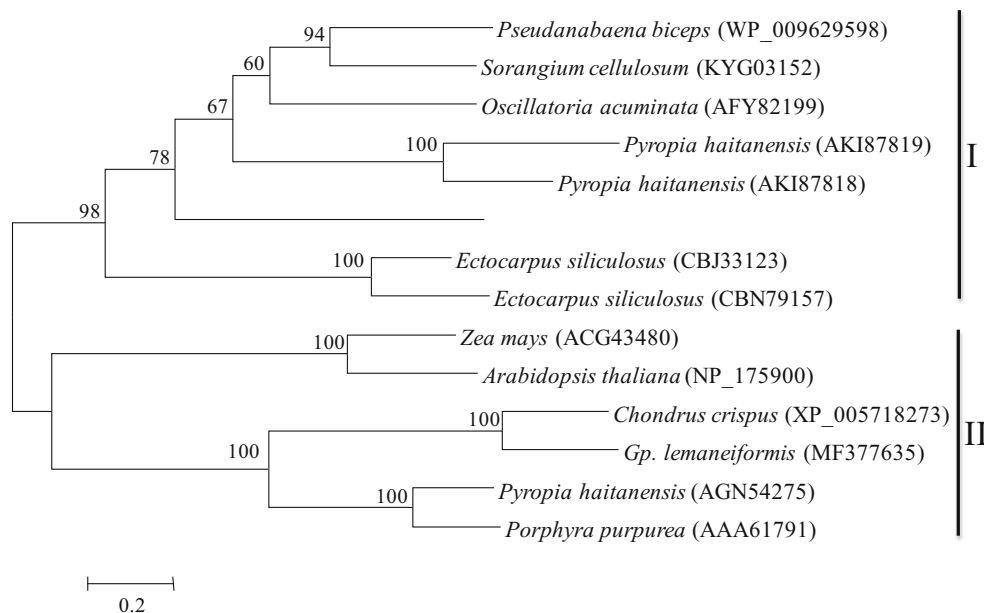 94
Pseudanabaena biceps (WP_009629598)
60
Sorangium cellulosum (KYG03152)
67
Oscillatoria acuminata (AFY82199)
100
Pyropia haitanensis (AKI87819)
78
Pyropia haitanensis (AKI87818)
I
98
100
Ectocarpus siliculosus (CBJ33123)
Ectocarpus siliculosus (CBN79157)
100
Zea mays (ACG43480)
Arabidopsis thaliana (NP_175900)
100
Chondrus crispus (XP_005718273)
II
100
Gp. lemaneiformis (MF377635)
100
Pyropia haitanensis (AGN54275)
Porphyra purpurea (AAA61791)
0.2